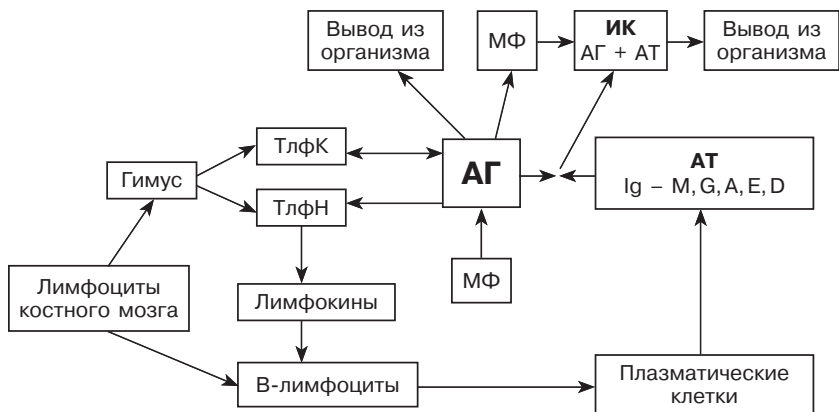 Вывод из
организма
МФ
ИК
АГ + АТ
Вывод из
организма
ТлфК
АГ
АТ
Ig – M, G, A, E, D
Гимус
ТлфН
Лимфоциты
костного мозга
Лимфокины
МФ
В-лимфоциты
Плазматические
клетки